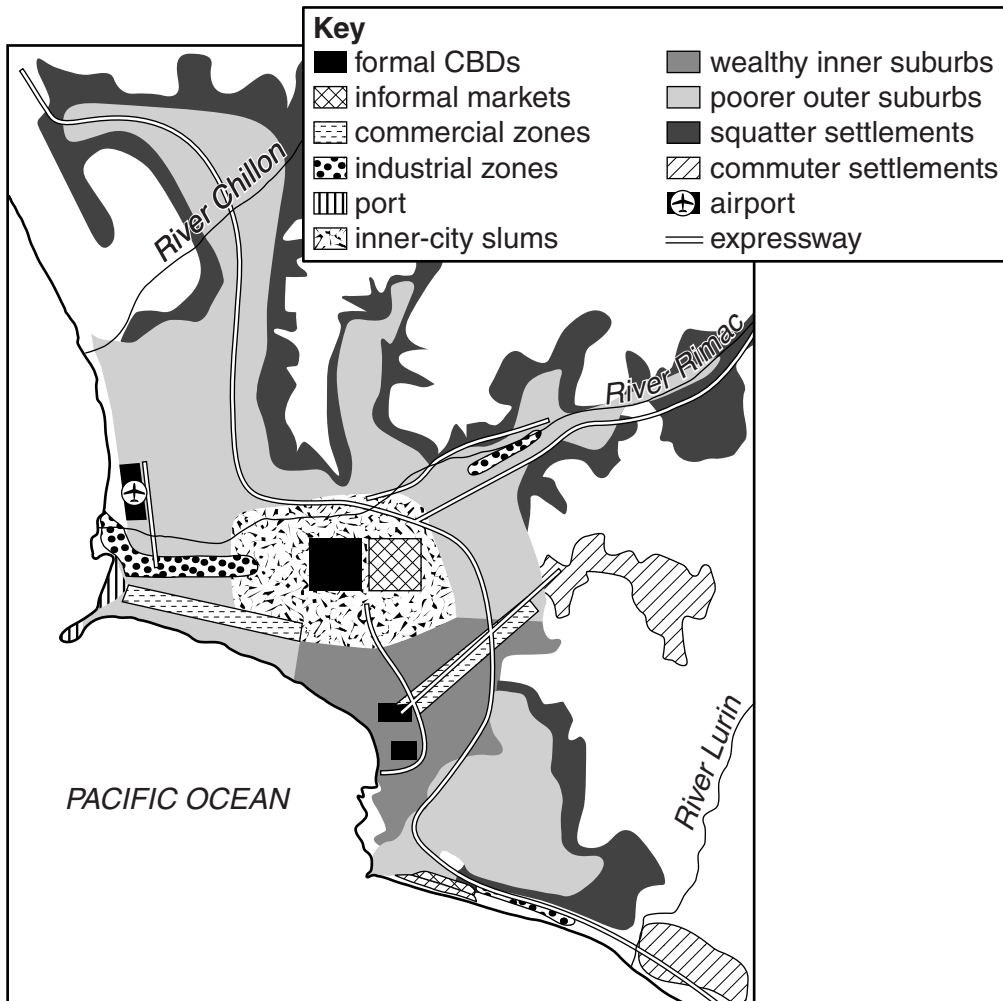 Key
formal CBDs
informal markets
commercial zones
industrial zones
port
inner-city slums
wealthy inner suburbs
poorer outer suburbs
squatter settlements
commuter settlements
airport
expressway
River Chillon
River Rimac
River Lurin
PACIFIC OCEAN